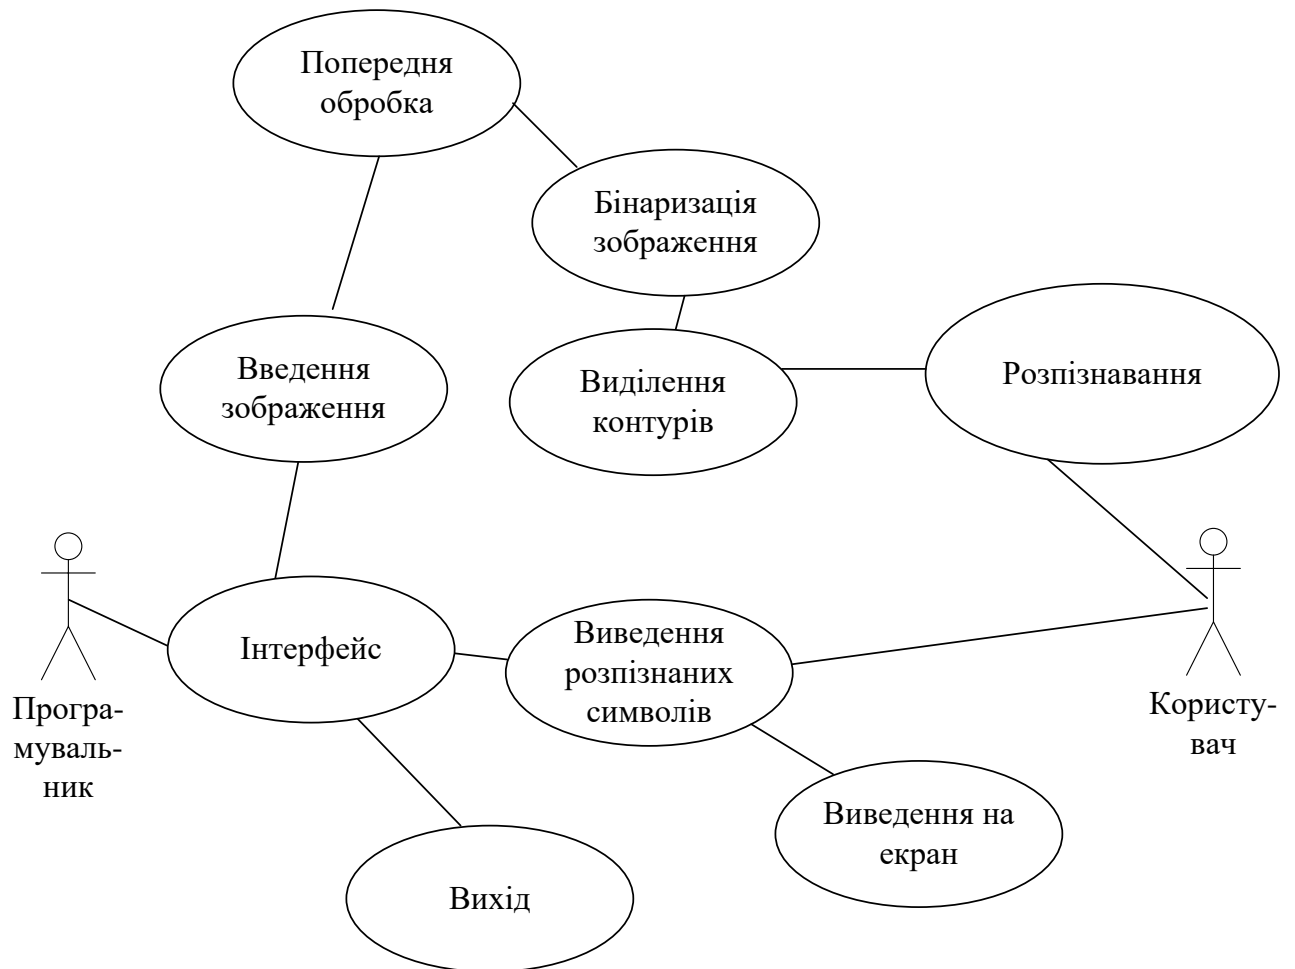 Попередня
обробка
Бінаризація
зображення
Введення
зображення
Виділення
контурів
Розпізнавання
Інтерфейс
Виведення
розпізнаних
символів
Програ-
муваль-
ник
Користу-
вач
Виведення на
екран
Вихід